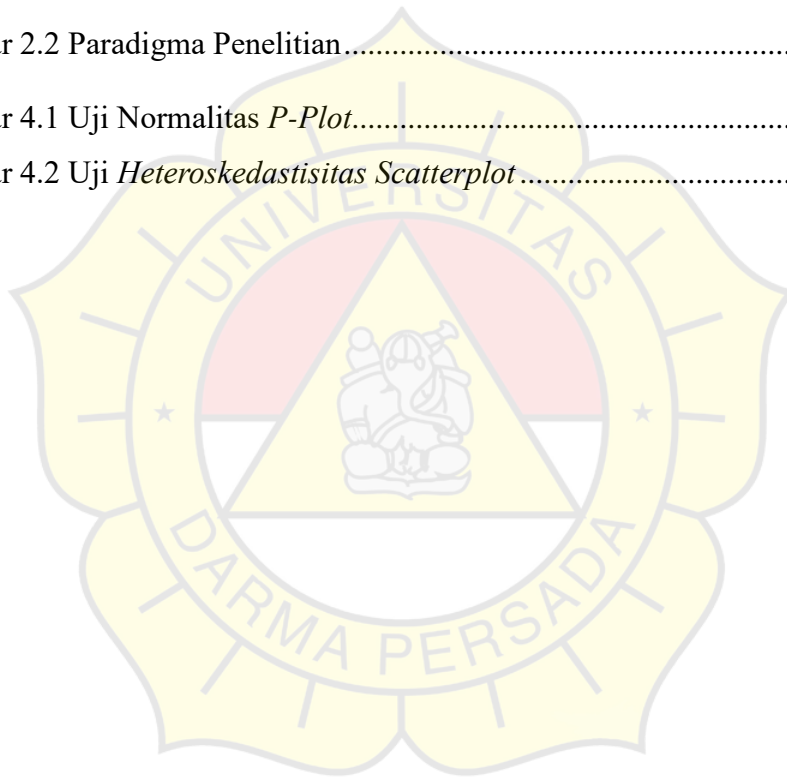 r 2.2 Paradigma Penelitian................................................
r 4.1 Uji Normalitas P-Plot................................................
r 4.2 Uji Heteroskedastisitas Scatterplot................................
UNIVERSITAS
DARMA PERSADA